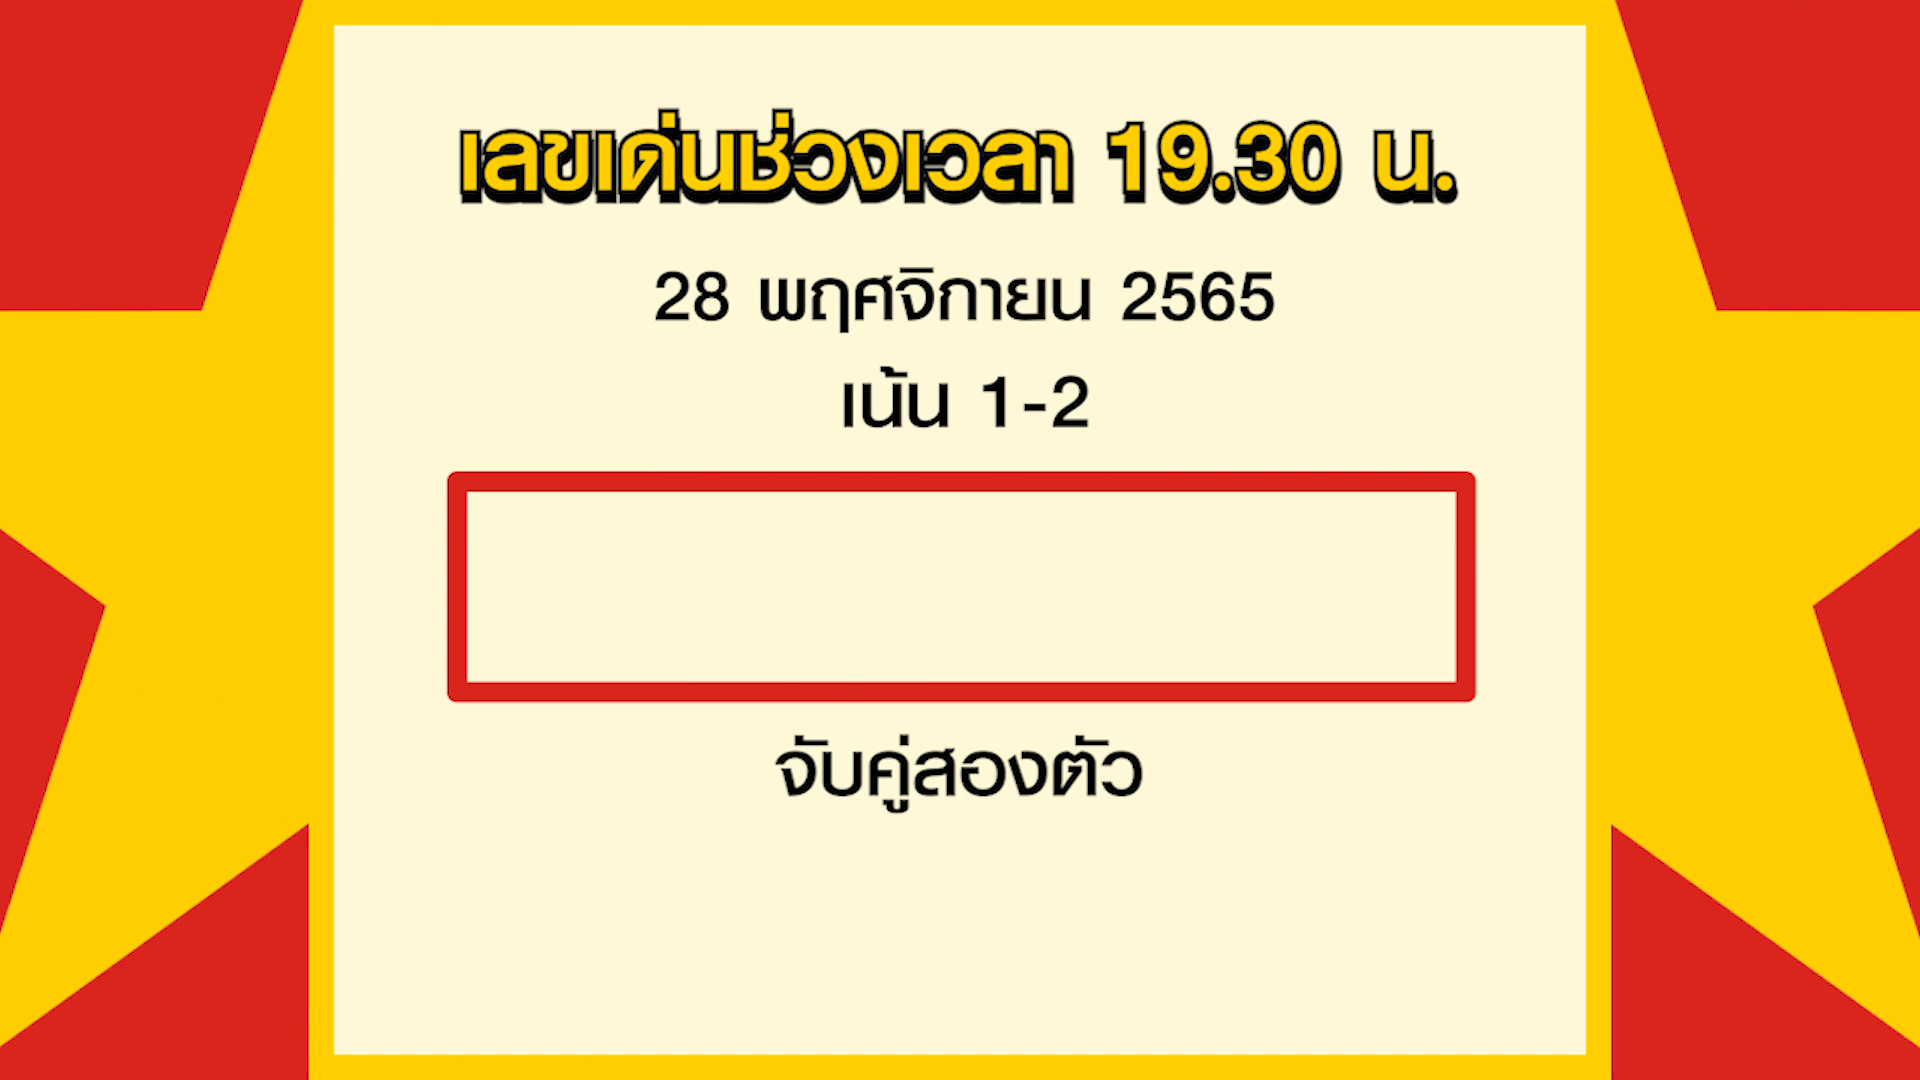 เลขเด่นช่วงเวลา 19.30 น.
28 พฤศจิกายน 2565
เน้น 1-2
จับคู่สองตัว